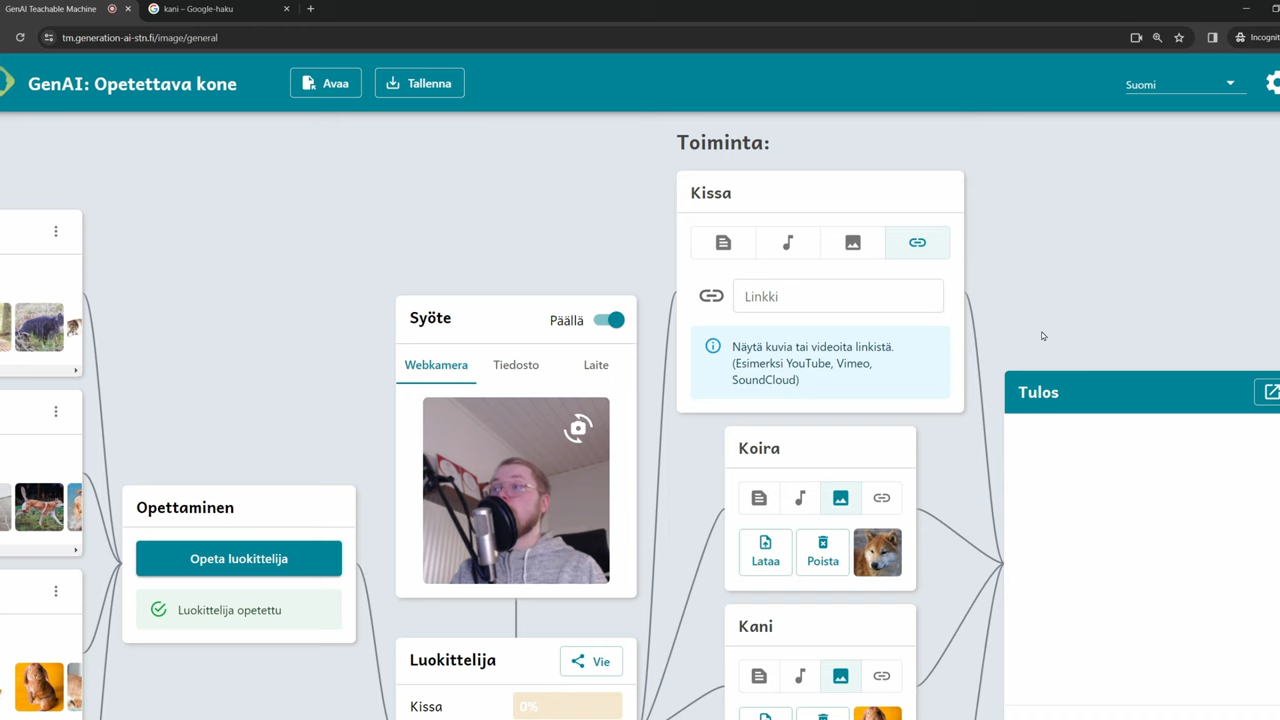 GenAI Teachable Machine
kani – Google-haku
tm.generation-ai-stn.fi/image/general
GenAI: Opetettava kone
Avaa
Tallenna
Suomi
Toiminta:
Kissa
Linkki
Näytä kuvia tai videoita linkistä.
(Esimerksi YouTube, Vimeo,
SoundCloud)
Syöte
Päällä
Webkamera
Tiedosto
Laite
Tulos
Koira
Lataa
Poista
Opettaminen
Opeta luokittelija
Luokittelija opetettu
Kani
Luokittelija
Vie
Kissa
0%